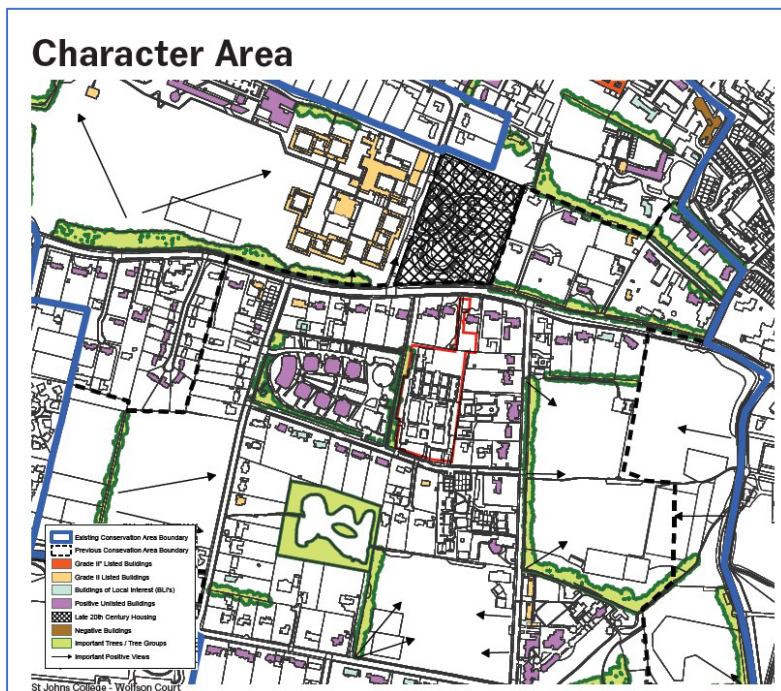 Character Area
Existing Conservation Area Boundary
Previous Consevation Area Boundary
Grade II* Listed Buildings
Grade II Listed Buildings
Buildings of Local Interest (BLI's)
Positive Unlisted Buildings
Late 20th Century Housing
Negative Buildings
Important Trees / Tree Groups
Important Positive Views
St Johns College - Wolfson Court